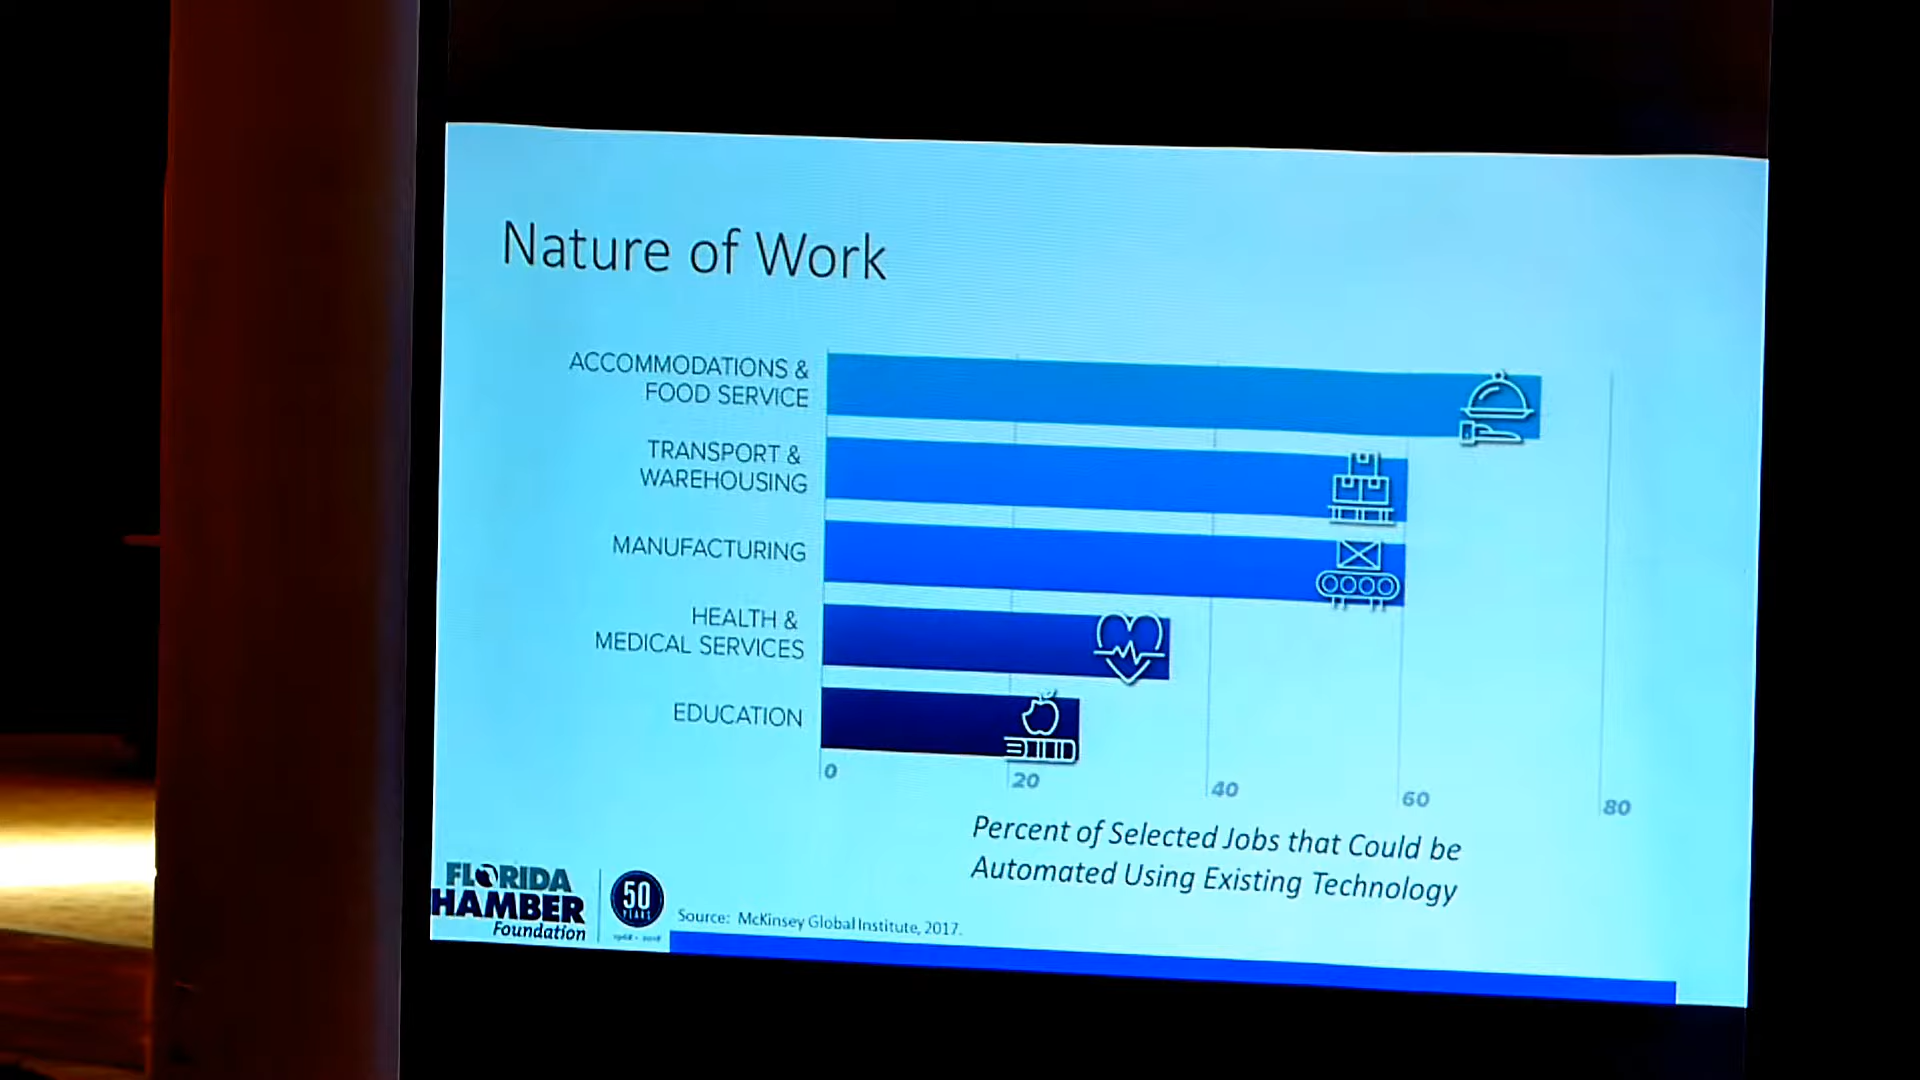 Nature of Work
ACCOMMODATIONS &
FOOD SERVICE
TRANSPORT &
WAREHOUSING
MANUFACTURING
HEALTH &
MEDICAL SERVICES
EDUCATION
0
20
40
60
80
Percent of Selected Jobs that Could be
Automated Using Existing Technology
FLORIDA
HAMBER
Foundation
50
YEARS
Source: McKinsey Global Institute, 2017.